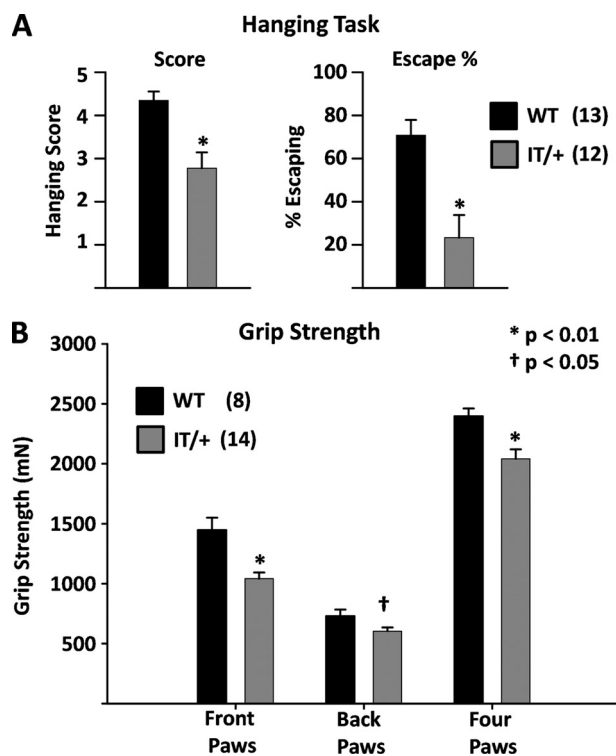 A
Hanging Task
Score
Escape %
Hanging Score
5
4
3
2
1
% Escaping
100
80
60
40
20
*
*
WT (13)
IT/+ (12)
B
Grip Strength
* p < 0.01
† p < 0.05
WT (8)
IT/+ (14)
Grip Strength (mN)
3000
2500
2000
1500
1000
500
*
†
*
Front
Paws
Back
Paws
Four
Paws